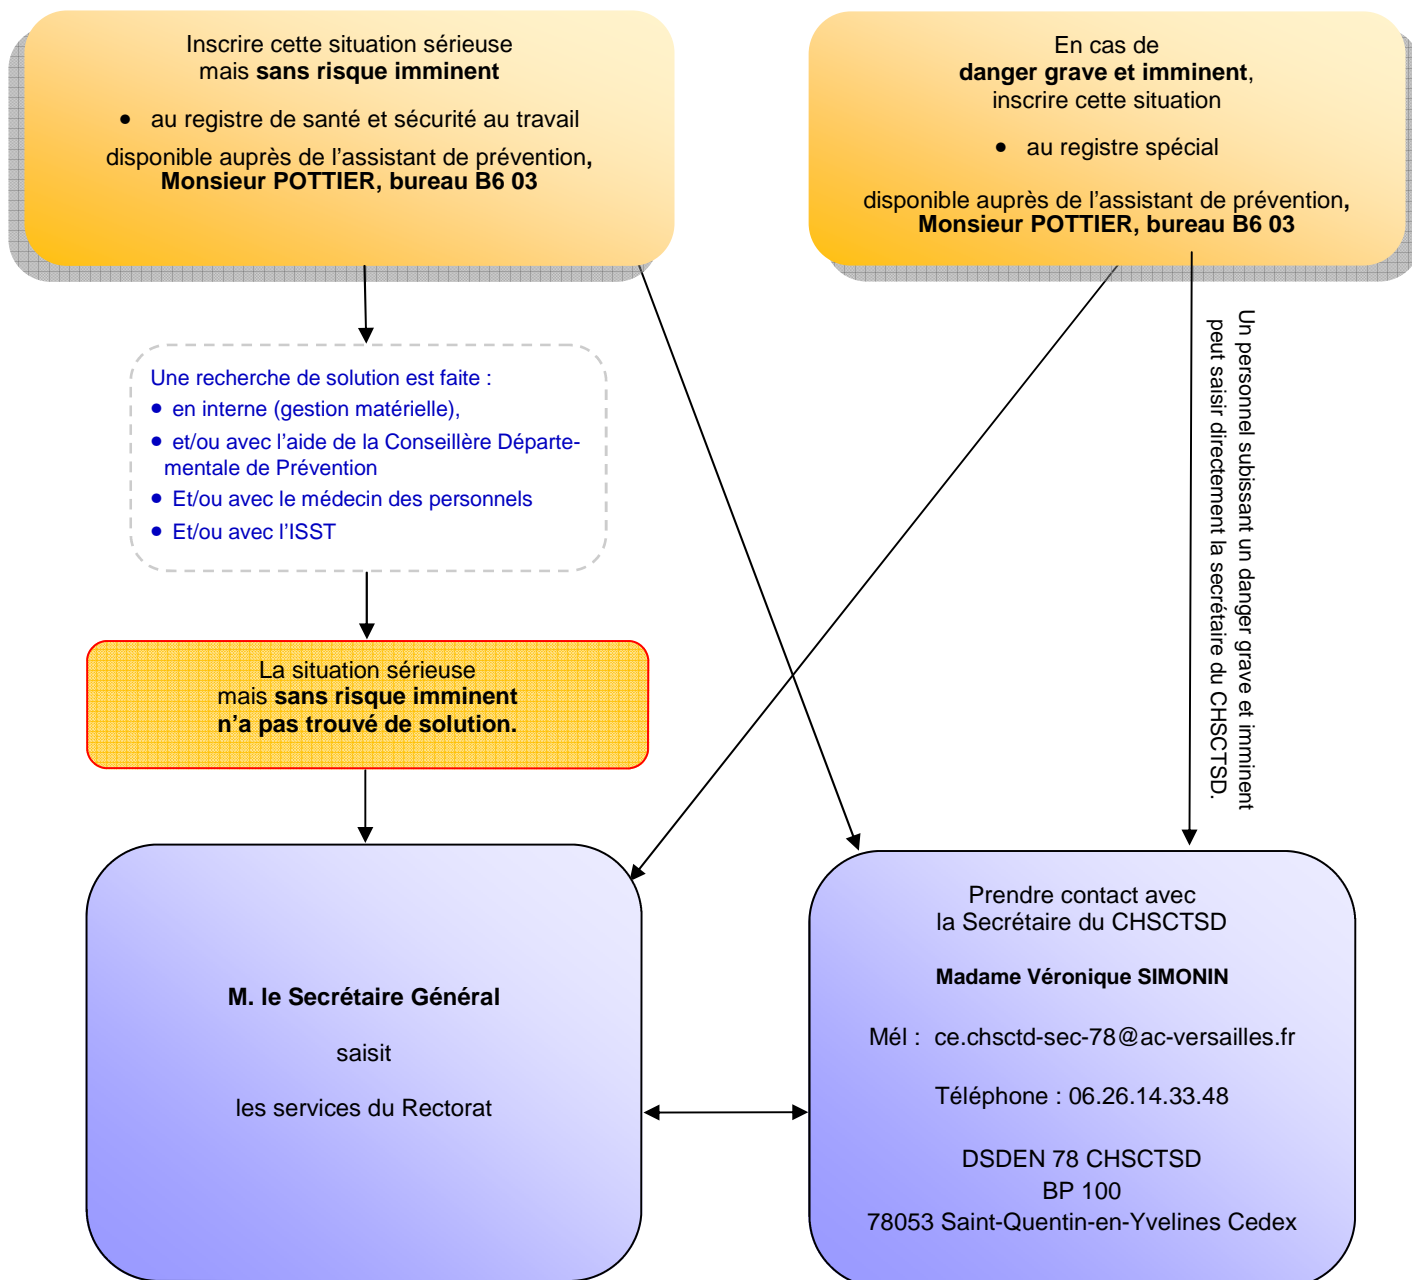 Inscrire cette situation sérieuse
mais sans risque imminent
• au registre de santé et sécurité au travail
disponible auprès de l'assistant de prévention,
Monsieur POTTIER, bureau B6 03
En cas de
danger grave et imminent,
inscrire cette situation
• au registre spécial
disponible auprès de l'assistant de prévention,
Monsieur POTTIER, bureau B6 03
Un personnel subissant un danger grave et imminent
peut saisir directement la secrétaire du CHSCTSD.
Une recherche de solution est faite :
• en interne (gestion matérielle),
• et/ou avec l'aide de la Conseillère Départe-
mentale de Prévention
• Et/ou avec le médecin des personnels
• Et/ou avec l'ISST
La situation sérieuse
mais sans risque imminent
n'a pas trouvé de solution.
M. le Secrétaire Général
saisit
les services du Rectorat
Prendre contact avec
la Secrétaire du CHSCTSD
Madame Véronique SIMONIN
Mél : ce.chsctd-sec-78@ac-versailles.fr
Téléphone : 06.26.14.33.48
DSDEN 78 CHSCTSD
BP 100
78053 Saint-Quentin-en-Yvelines Cedex